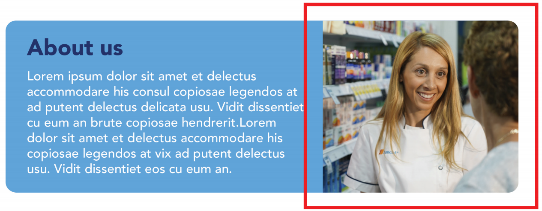 About us
Lorem ipsum dolor sit amet et delectus
accommodare his consul copiosae legendos at
ad putent delectus delicata usu. Vidit dissentiet
cu eum an brute copiosae hendrerit.Lorem
dolor sit amet et delectus accommodare his
copiosae legendos at vix ad putent delectus
usu. Vidit dissentiet eos cu eum an.